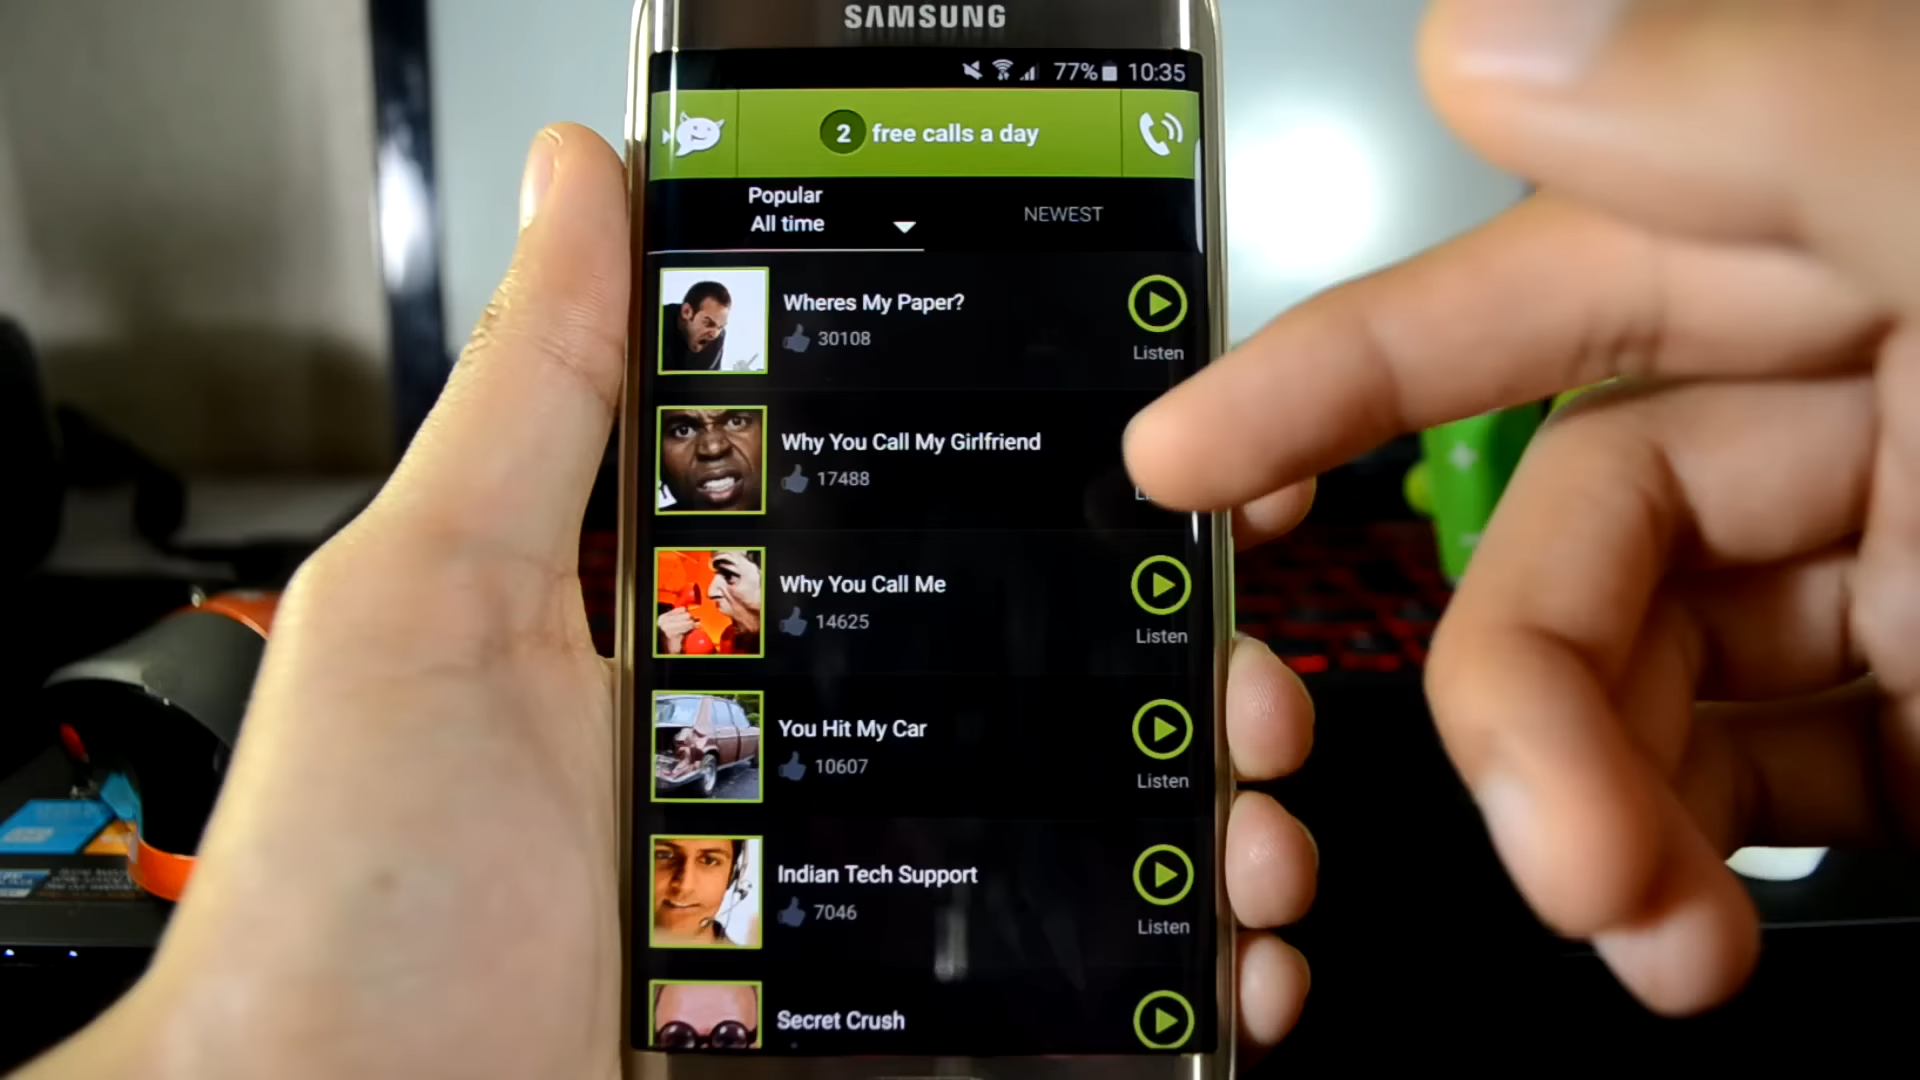 SAMSUNG
77% 10:35
2 free calls a day
Popular
All time
NEWEST
Wheres My Paper?
30108
Listen
Why You Call My Girlfriend
17488
Why You Call Me
14625
Listen
You Hit My Car
10607
Listen
Indian Tech Support
7046
Listen
Secret Crush